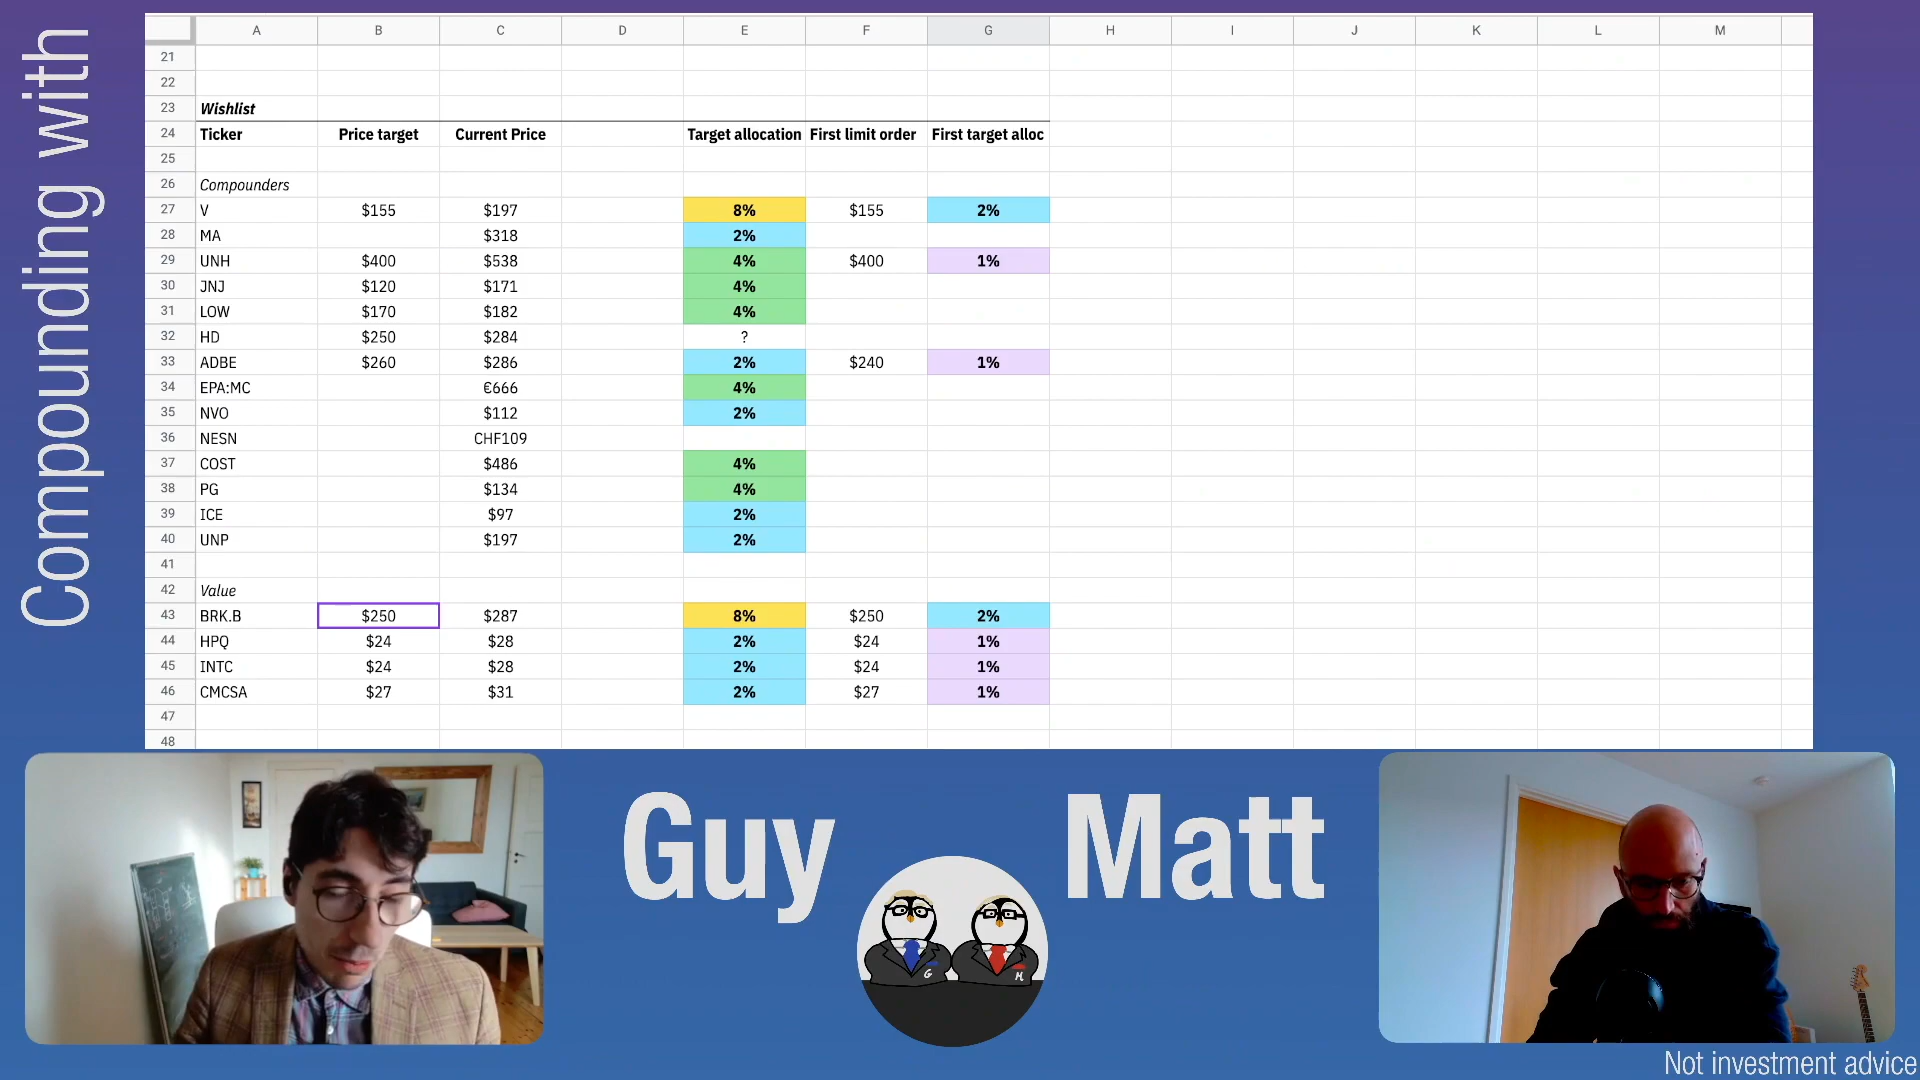 Compounding with
A B C D E F G H I J K L M
21
22
23 Wishlist
24 Ticker Price target Current Price Target allocation First limit order First target alloc
25
26 Compounders
27 V $155 $197 8% $155 2%
28 MA $318 2%
29 UNH $400 $538 4% $400 1%
30 JNJ $120 $171 4%
31 LOW $170 $182 4%
32 HD $250 $284 ?
33 ADBE $260 $286 2% $240 1%
34 EPA:MC €666 4%
35 NVO $112 2%
36 NESN CHF109
37 COST $486 4%
38 PG $134 4%
39 ICE $97 2%
40 UNP $197 2%
41
42 Value
43 BRK.B $250 $287 8% $250 2%
44 HPQ $24 $28 2% $24 1%
45 INTC $24 $28 2% $24 1%
46 CMCSA $27 $31 2% $27 1%
47
48
Guy Matt
G M
Not investment advice